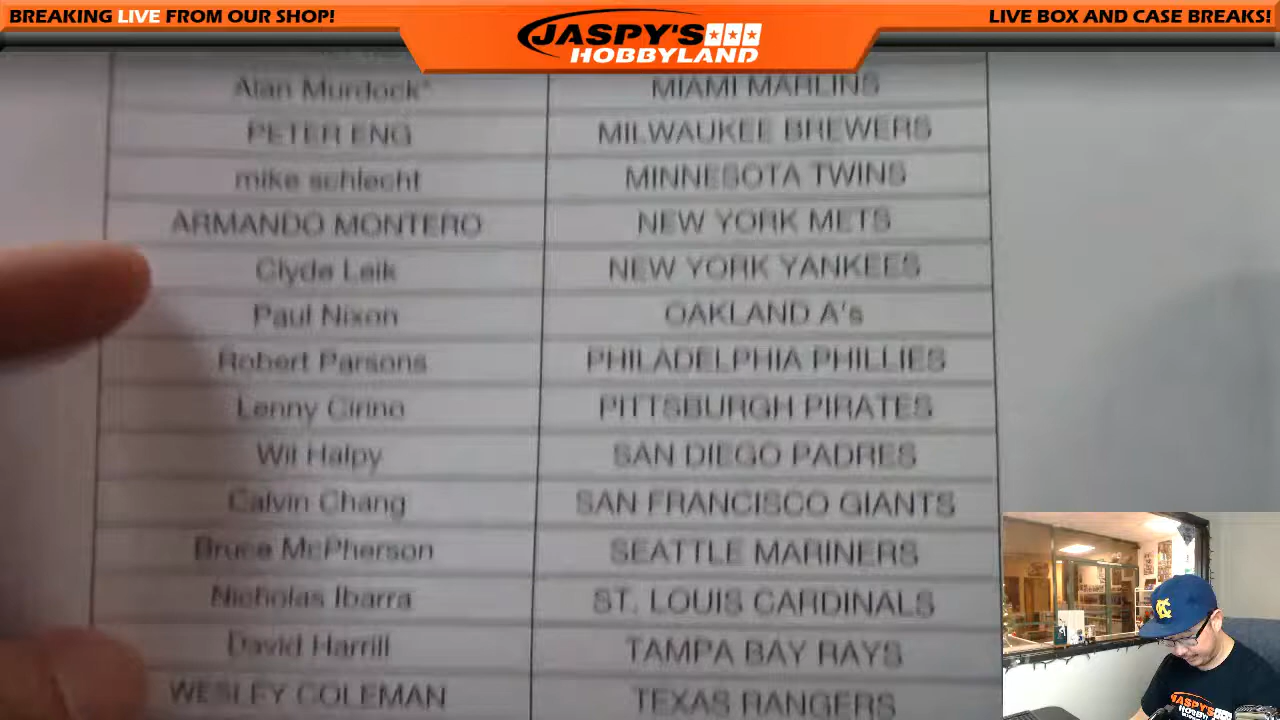 BREAKING LIVE FROM OUR SHOP!
JASPY'S
HOBBYLAND
LIVE BOX AND CASE BREAKS!
Alan Murdock* MIAMI MARLINS
PETER ENG MILWAUKEE BREWERS
mike schlecht MINNESOTA TWINS
ARMANDO MONTERO NEW YORK METS
Clyde Leik NEW YORK YANKEES
Paul Nixon OAKLAND A's
Robert Parsons PHILADELPHIA PHILLIES
Lenny Cirino PITTSBURGH PIRATES
Wit Halpy SAN DIEGO PADRES
Calvin Chang SAN FRANCISCO GIANTS
Bruce McPherson SEATTLE MARINERS
Nicholas Ibarra ST. LOUIS CARDINALS
David Harrill TAMPA BAY RAYS
WESLEY COLEMAN TEXAS RANGERS
JASPY'S